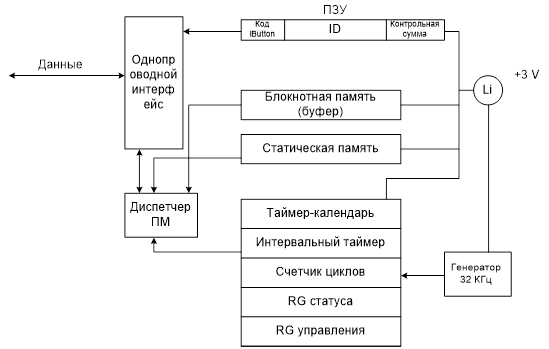 ПЗУ
Код
iButton
ID
Контрольная
сумма
Данные
Однопр
оводной
интерф
ейс
+3 V
Li
Блокнотная память
(буфер)
Статическая память
Диспетчер
ПМ
Таймер-календарь
Интервальный таймер
Счетчик циклов
RG статуса
RG управления
Генератор
32 КГц